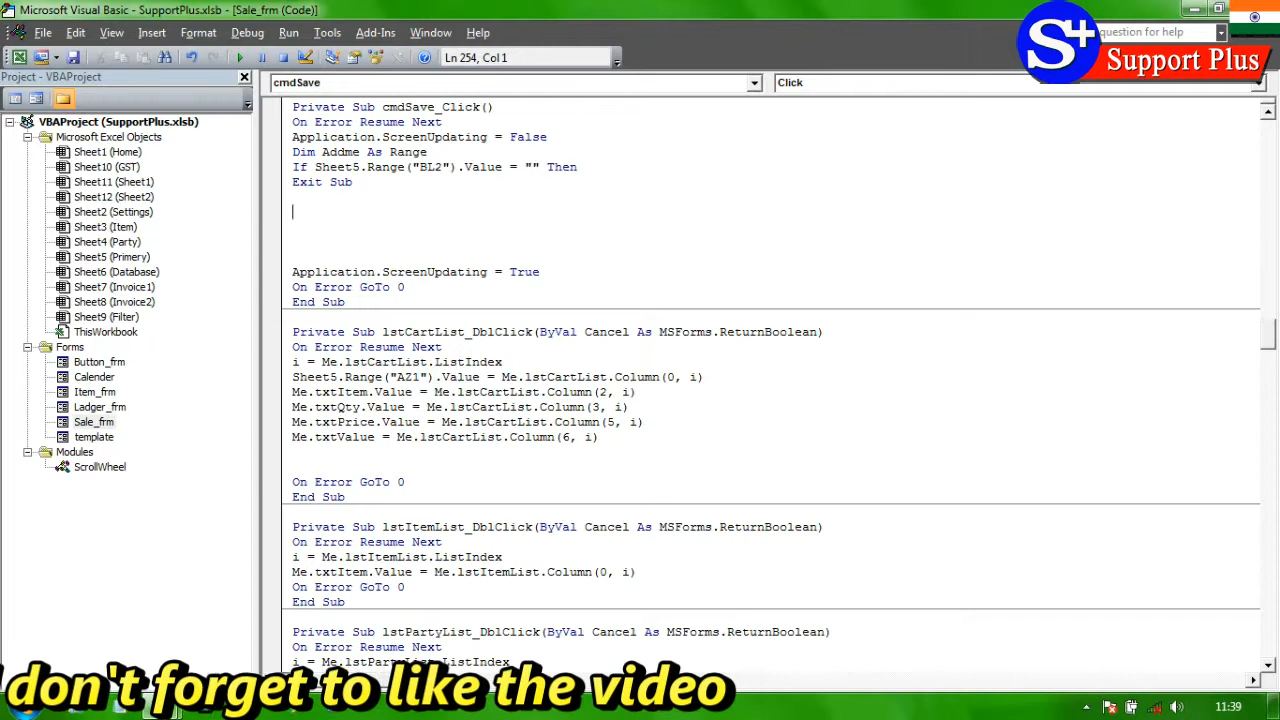 Microsoft Visual Basic - SupportPlus.xlsb - [Sale_frm (Code)]
File Edit View Insert Format Debug Run Tools Add-Ins Window Help
question for help
S+
Support Plus
Ln 254, Col 1
Project - VBAProject
cmdSave
Click
VBAProject (SupportPlus.xlsb)
Microsoft Excel Objects
Sheet1 (Home)
Sheet10 (GST)
Sheet11 (Sheet1)
Sheet12 (Sheet2)
Sheet2 (Settings)
Sheet3 (Item)
Sheet4 (Party)
Sheet5 (Primery)
Sheet6 (Database)
Sheet7 (Invoice1)
Sheet8 (Invoice2)
Sheet9 (Filter)
ThisWorkbook
Forms
Button_frm
Calender
Item_frm
Ladger_frm
Sale_frm
template
Modules
ScrollWheel
Private Sub cmdSave_Click()
On Error Resume Next
Application.ScreenUpdating = False
Dim Addme As Range
If Sheet5.Range("BL2").Value = "" Then
Exit Sub
Application.ScreenUpdating = True
On Error GoTo 0
End Sub
Private Sub lstCartList_DblClick(ByVal Cancel As MSForms.ReturnBoolean)
On Error Resume Next
i = Me.lstCartList.ListIndex
Sheet5.Range("AZ1").Value = Me.lstCartList.Column(0, i)
Me.txtItem.Value = Me.lstCartList.Column(2, i)
Me.txtQty.Value = Me.lstCartList.Column(3, i)
Me.txtPrice.Value = Me.lstCartList.Column(5, i)
Me.txtValue = Me.lstCartList.Column(6, i)
On Error GoTo 0
End Sub
Private Sub lstItemList_DblClick(ByVal Cancel As MSForms.ReturnBoolean)
On Error Resume Next
i = Me.lstItemList.ListIndex
Me.txtItem.Value = Me.lstItemList.Column(0, i)
On Error GoTo 0
End Sub
Private Sub lstPartyList_DblClick(ByVal Cancel As MSForms.ReturnBoolean)
On Error Resume Next
i = Me.lstPartyList.ListIndex
don't forget to like the video
11:39